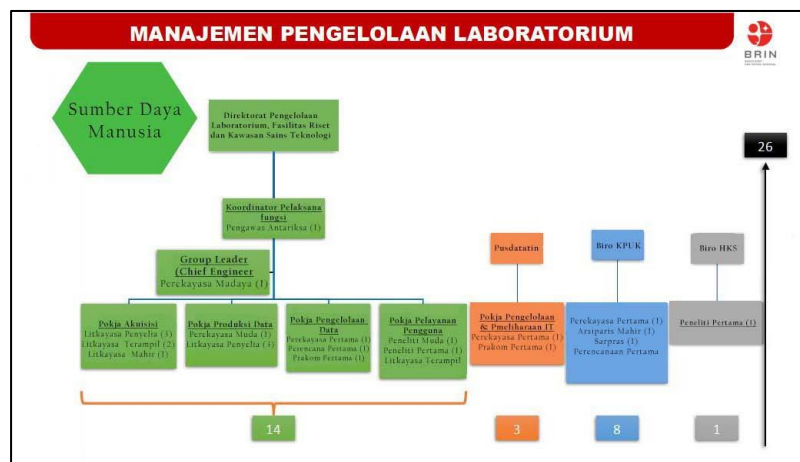 MANAJEMEN PENGELOLAAN LABORATORIUM
BRIN
Sumber Daya
Manusia
Direktorat Pengelolaan
Laboratorium, Fasilitas Riset
dan Kawasan Sains Teknologi
26
Koordinator Pelaksana
fungsi
Pengawas Antariksa (1)
Group Leader
(Chief Engineer
Perekayasa Madaya (1)
Pusdatatin
Biro KPUK
Biro HKS
Pokja Akuisisi
Litkayasa Penyelia (3)
Litkayasa Terampil (2)
Litkayasa Mahir (1)
Pokja Produksi Data
Perekayasa Muda (1)
Litkayasa Penyelia (3)
Pokja Pengelolaan
Data
Perekayasa Pertama (1)
Perencana Pertama (1)
Prakom Pertama (1)
Pokja Pelayanan
Pengguna
Peneliti Muda (1)
Peneliti Pertama (1)
Litkayasa Terampil
Pokja Pengelolaan
& Pmeliharaan IT
Perekayasa Pertama (1)
Prakom Pertama (1)
Perekayasa Pertama (1)
Arsiparis Mahir (1)
Sarpras (1)
Perencanaan Pertama
Peneliti Pertama (1)
14
3
8
1